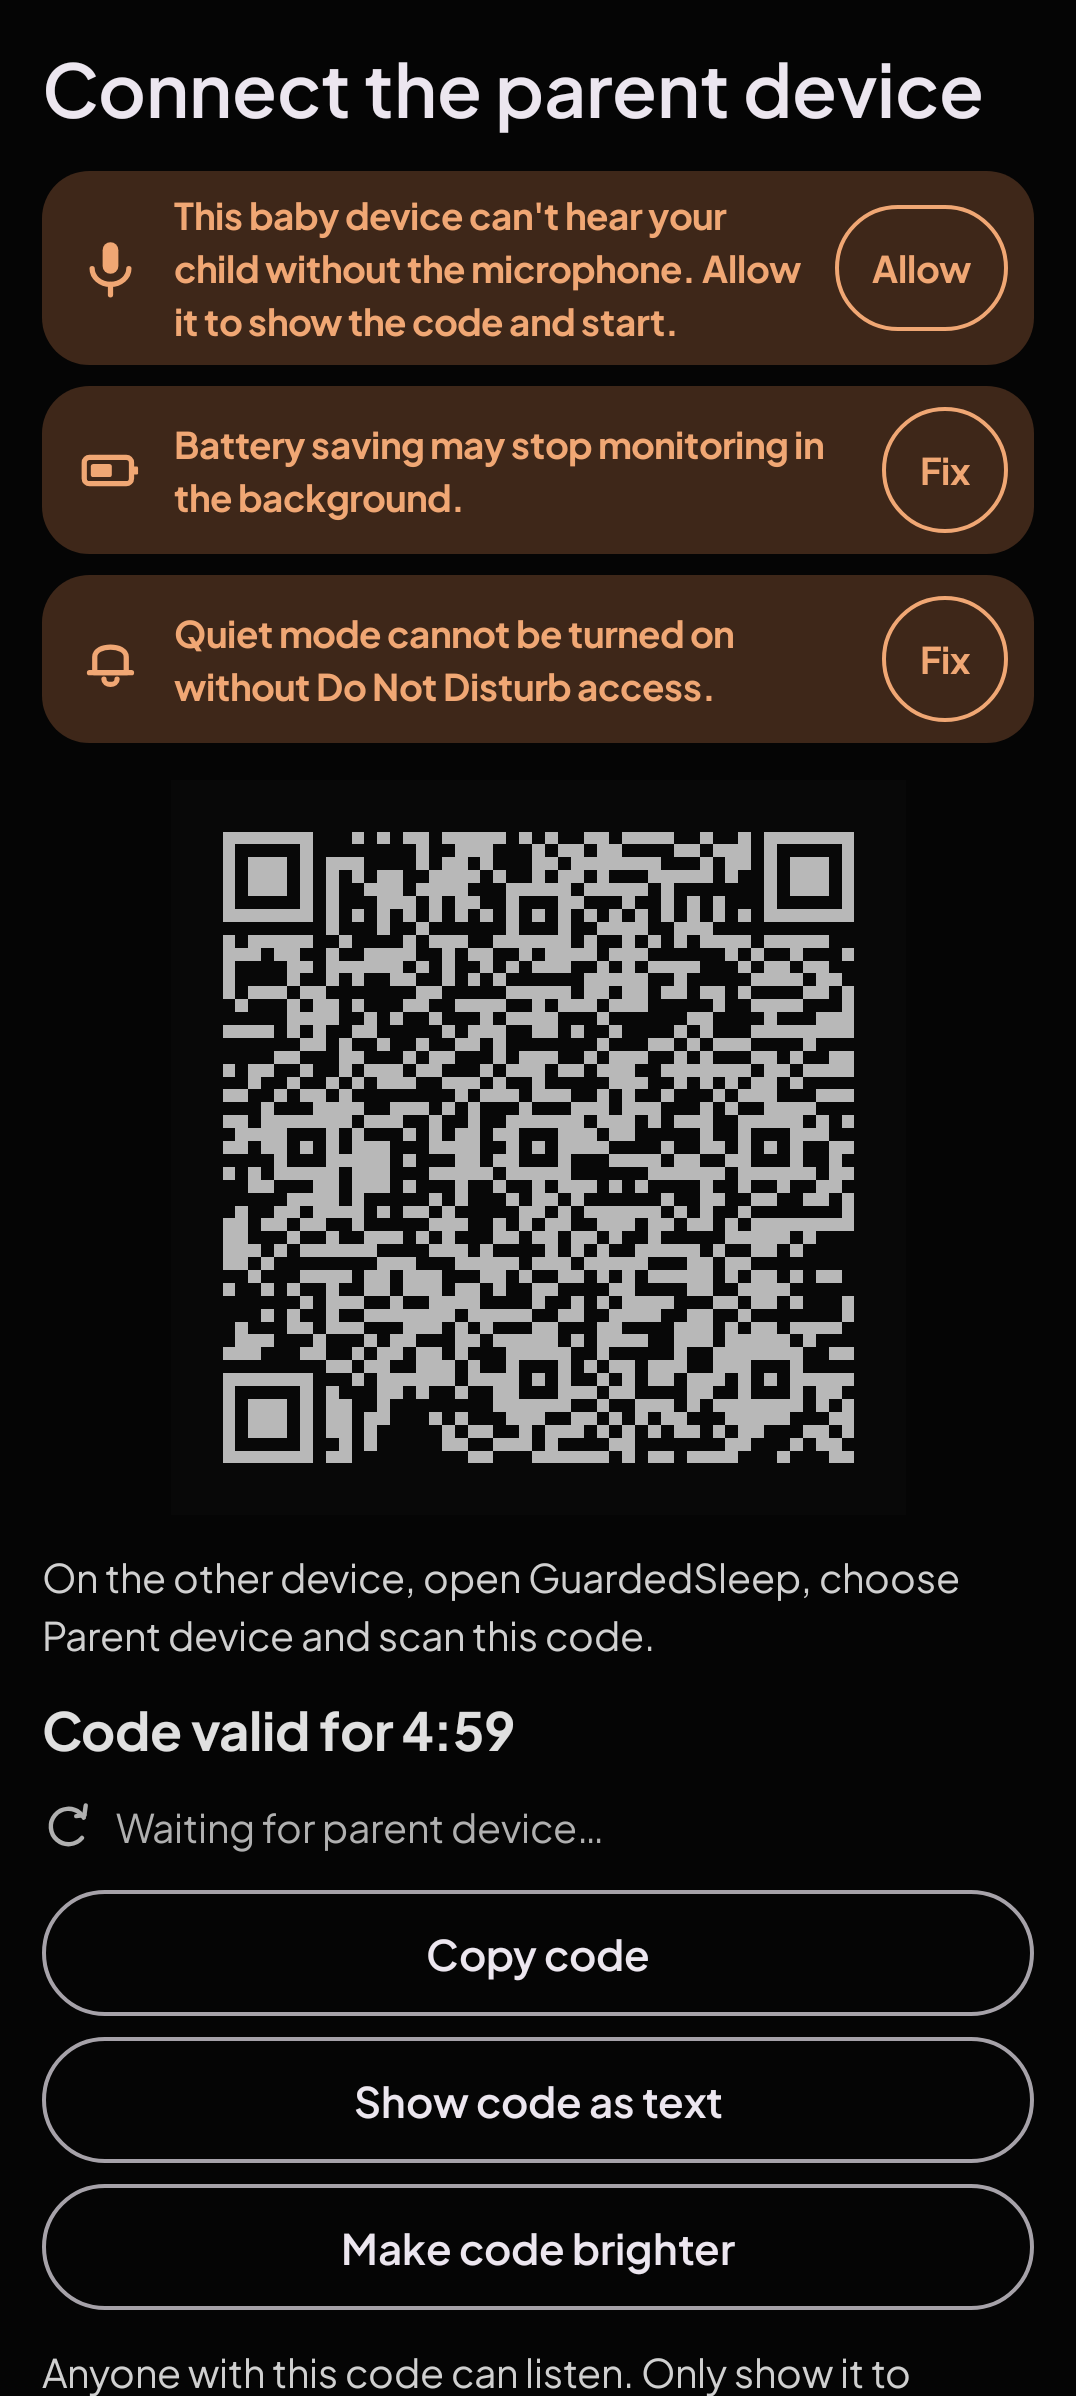 Connect the parent device
This baby device can't hear your
child without the microphone. Allow
it to show the code and start.
Allow
Battery saving may stop monitoring in
the background.
Fix
Quiet mode cannot be turned on
without Do Not Disturb access.
Fix
On the other device, open GuardedSleep, choose
Parent device and scan this code.
Code valid for 4:59
Waiting for parent device...
Copy code
Show code as text
Make code brighter
Anyone with this code can listen. Only show it to